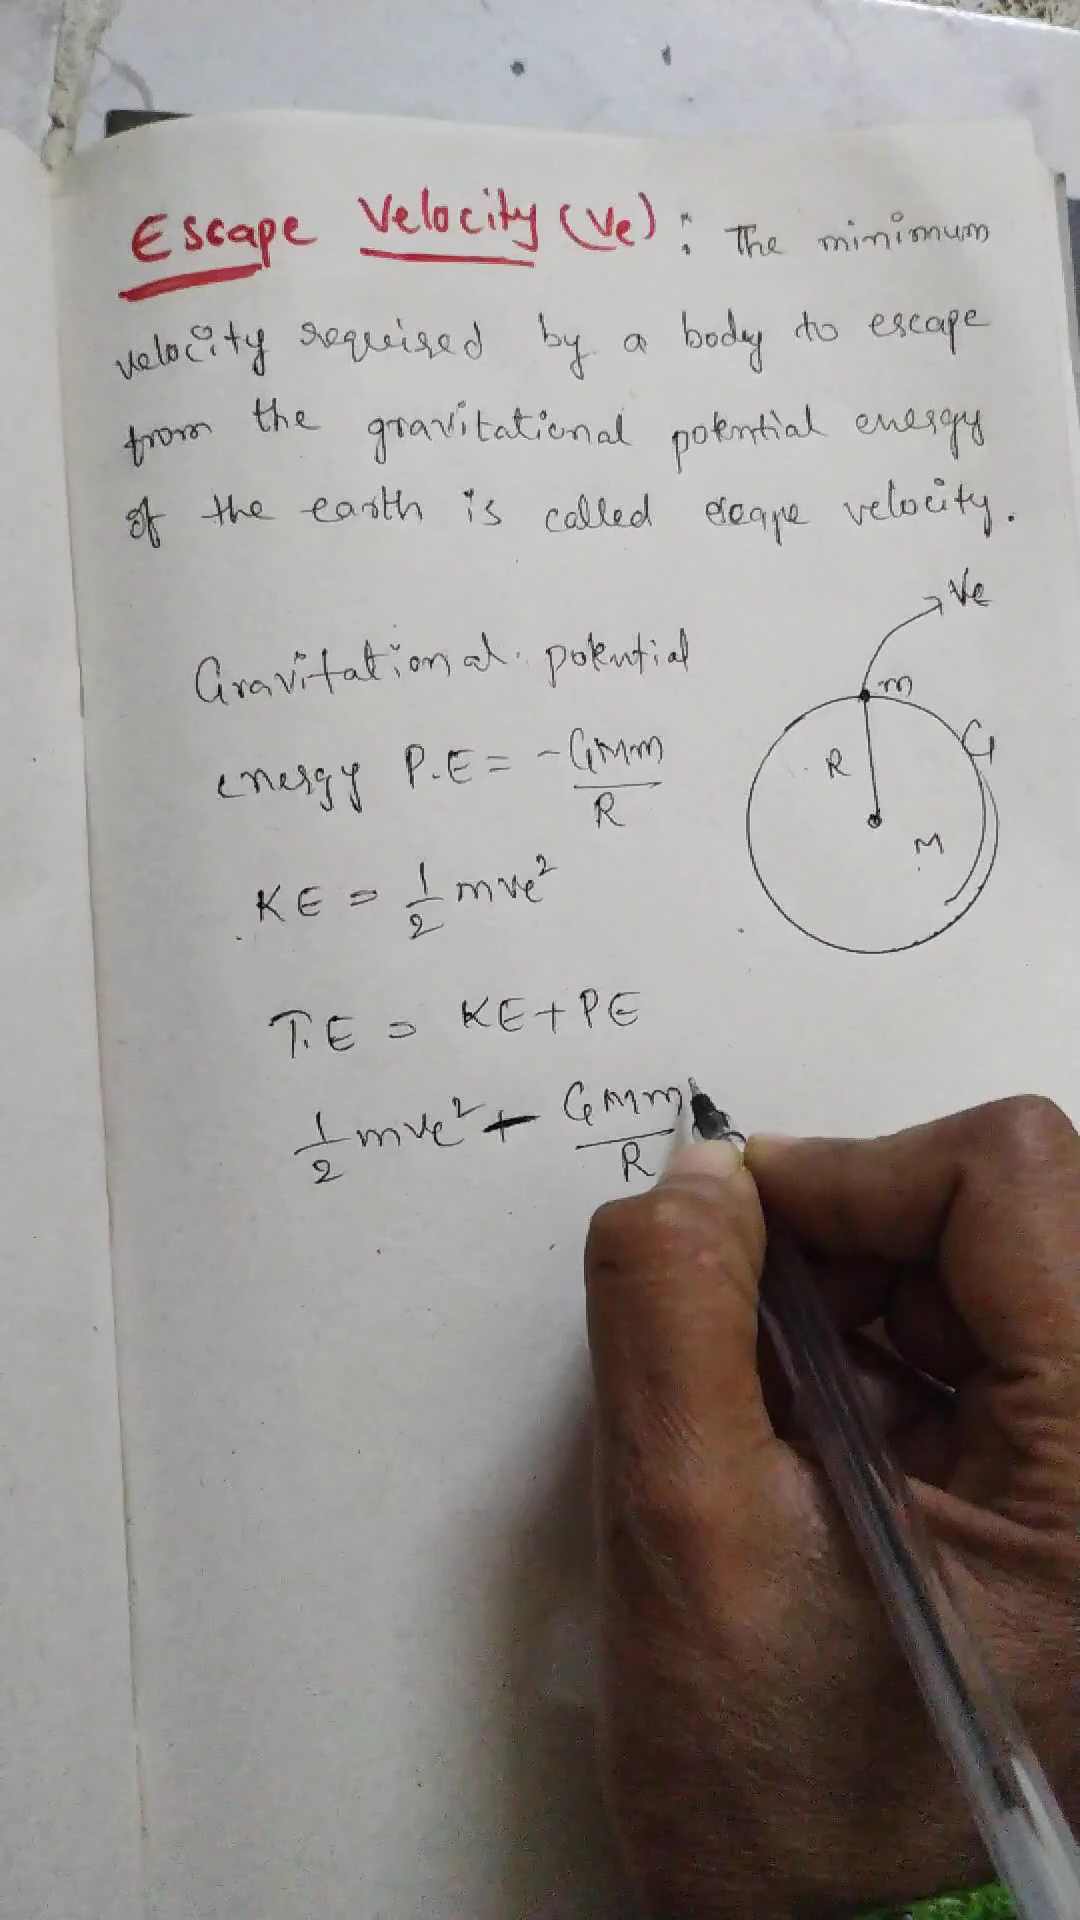 Escape Velocity (Ve) : The minimum
velocity required by a body to escape
from the gravitational potential energy
of the earth is called escape velocity.
Ve
Gravitational potential
m
energy P.E = - GMm/R
R
G
M
KE = 1/2 mve²
T.E = KE + PE
1/2 mve² + GMm/R